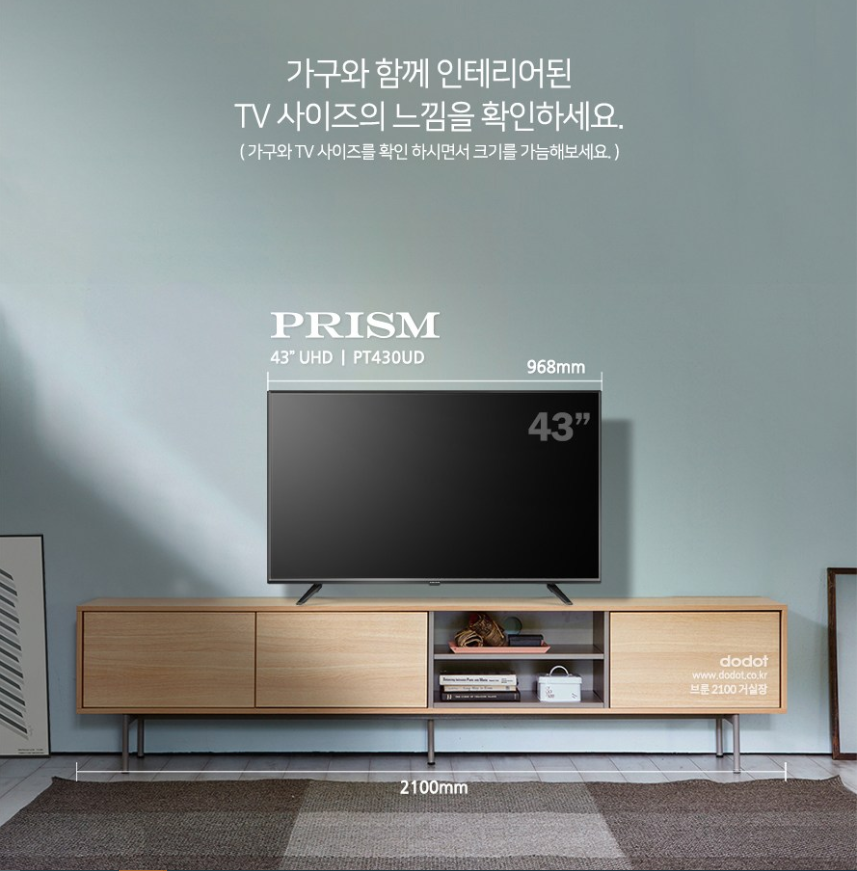 가구와 함께 인테리어된
TV 사이즈의 느낌을 확인하세요.
( 가구와 TV 사이즈를 확인 하시면서 크기를 가늠해보세요. )
PRISM
43” UHD | PT430UD
968mm
43”
dodot
www.dodot.co.kr
브룬 2100 거실장
2100mm